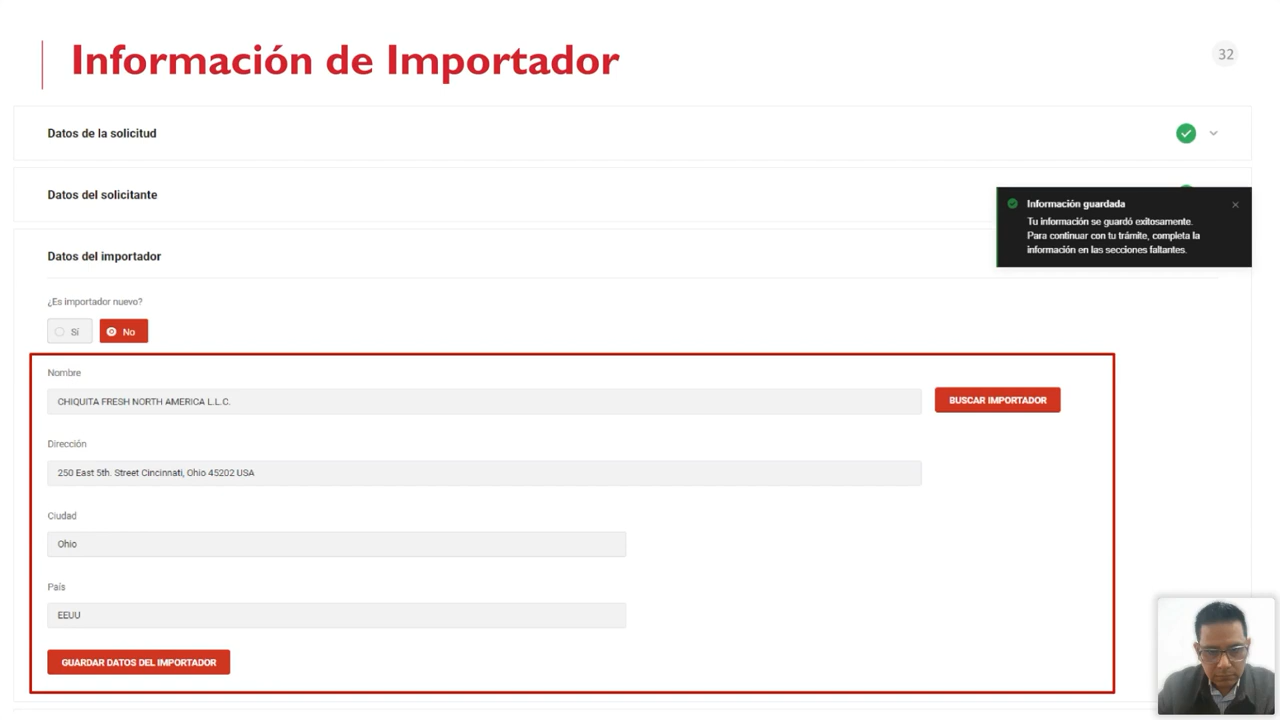 Información de Importador
32
Datos de la solicitud
Datos del solicitante
Información guardada
Tu información se guardó exitosamente.
Para continuar con tu trámite, completa la
información en las secciones faltantes.
Datos del importador
¿Es importador nuevo?
Sí
No
Nombre
CHIQUITA FRESH NORTH AMERICA L.L.C.
BUSCAR IMPORTADOR
Dirección
250 East 5th. Street Cincinnati, Ohio 45202 USA
Ciudad
Ohio
País
EEUU
GUARDAR DATOS DEL IMPORTADOR